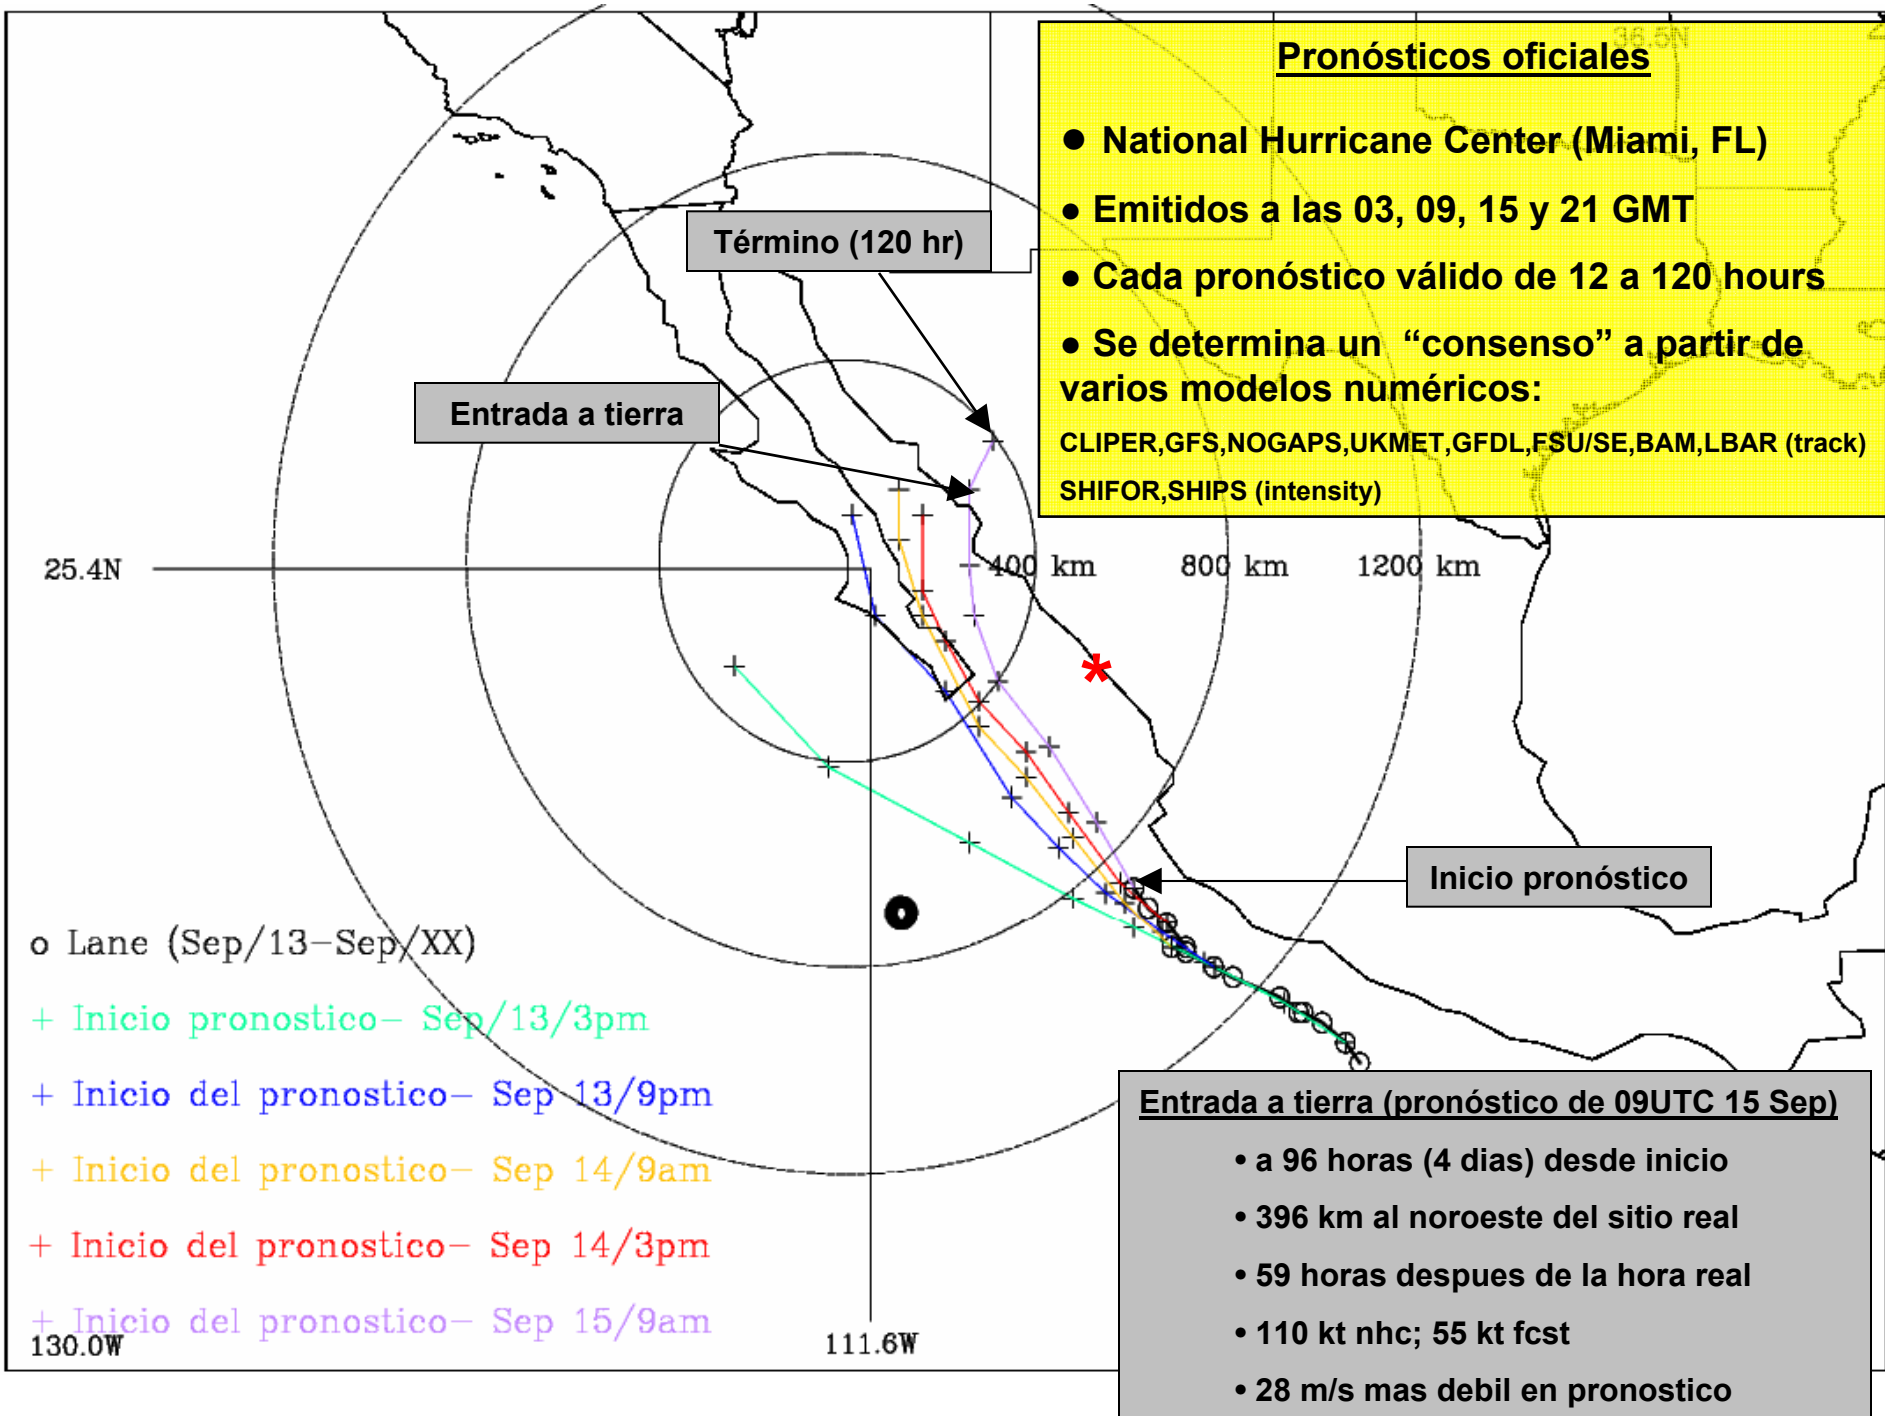 36.5N
Pronósticos oficiales
● National Hurricane Center (Miami, FL)
● Emitidos a las 03, 09, 15 y 21 GMT
● Cada pronóstico válido de 12 a 120 hours
● Se determina un “consenso” a partir de
varios modelos numéricos:
CLIPER,GFS,NOGAPS,UKMET,GFDL,FSU/SE,BAM,LBAR (track)
SHIFOR,SHIPS (intensity)
Término (120 hr)
Entrada a tierra
25.4N
400 km
800 km
1200 km
*
Inicio pronóstico
o Lane (Sep/13-Sep/XX)
+ Inicio pronostico- Sep/13/3pm
+ Inicio del pronostico- Sep 13/9pm
+ Inicio del pronostico- Sep 14/9am
+ Inicio del pronostico- Sep 14/3pm
+ Inicio del pronostico- Sep 15/9am
130.0W
111.6W
Entrada a tierra (pronóstico de 09UTC 15 Sep)
• a 96 horas (4 dias) desde inicio
• 396 km al noroeste del sitio real
• 59 horas despues de la hora real
• 110 kt nhc; 55 kt fcst
• 28 m/s mas debil en pronostico